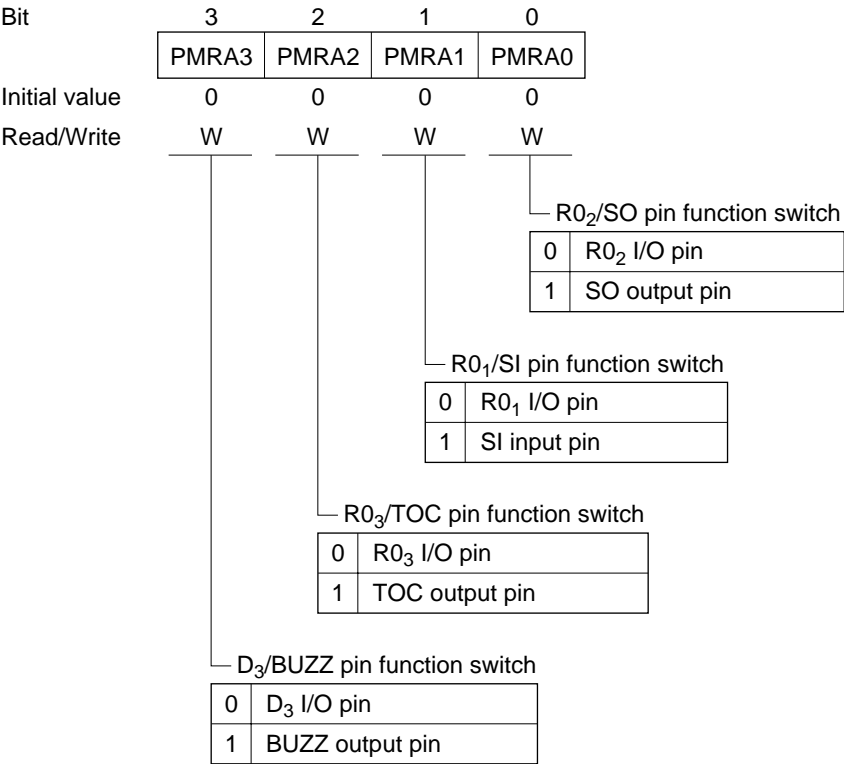 Bit 3 2 1 0
PMRA3 PMRA2 PMRA1 PMRA0
Initial value 0 0 0 0
Read/Write W W W W
R0₂/SO pin function switch
0 R0₂ I/O pin
1 SO output pin
R0₁/SI pin function switch
0 R0₁ I/O pin
1 SI input pin
R0₃/TOC pin function switch
0 R0₃ I/O pin
1 TOC output pin
D₃/BUZZ pin function switch
0 D₃ I/O pin
1 BUZZ output pin